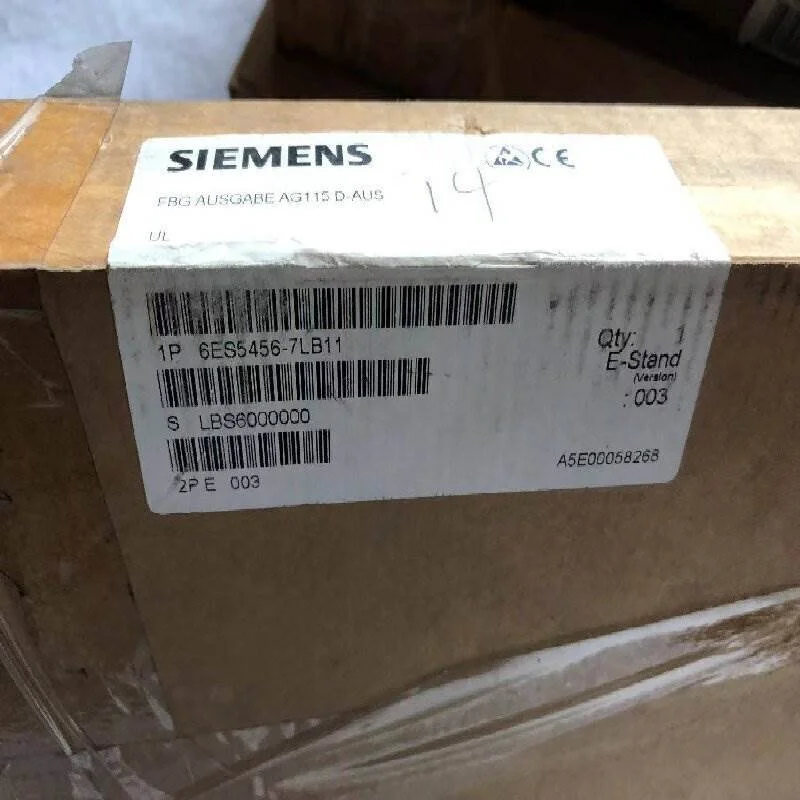 SIEMENS
CE
FBG AUSGABE AG115 D-AUS
14
UL
1P 6ES5456-7LB11
Qty: 1
E-Stand
(Version)
: 003
S LBS6000000
A5E00058268
2P E 003